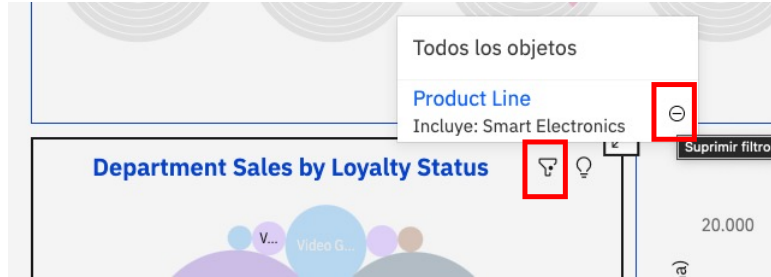 Todos los objetos
Product Line
Incluye: Smart Electronics
Suprimir filtro
Department Sales by Loyalty Status
20.000
V...
Video G...
a)